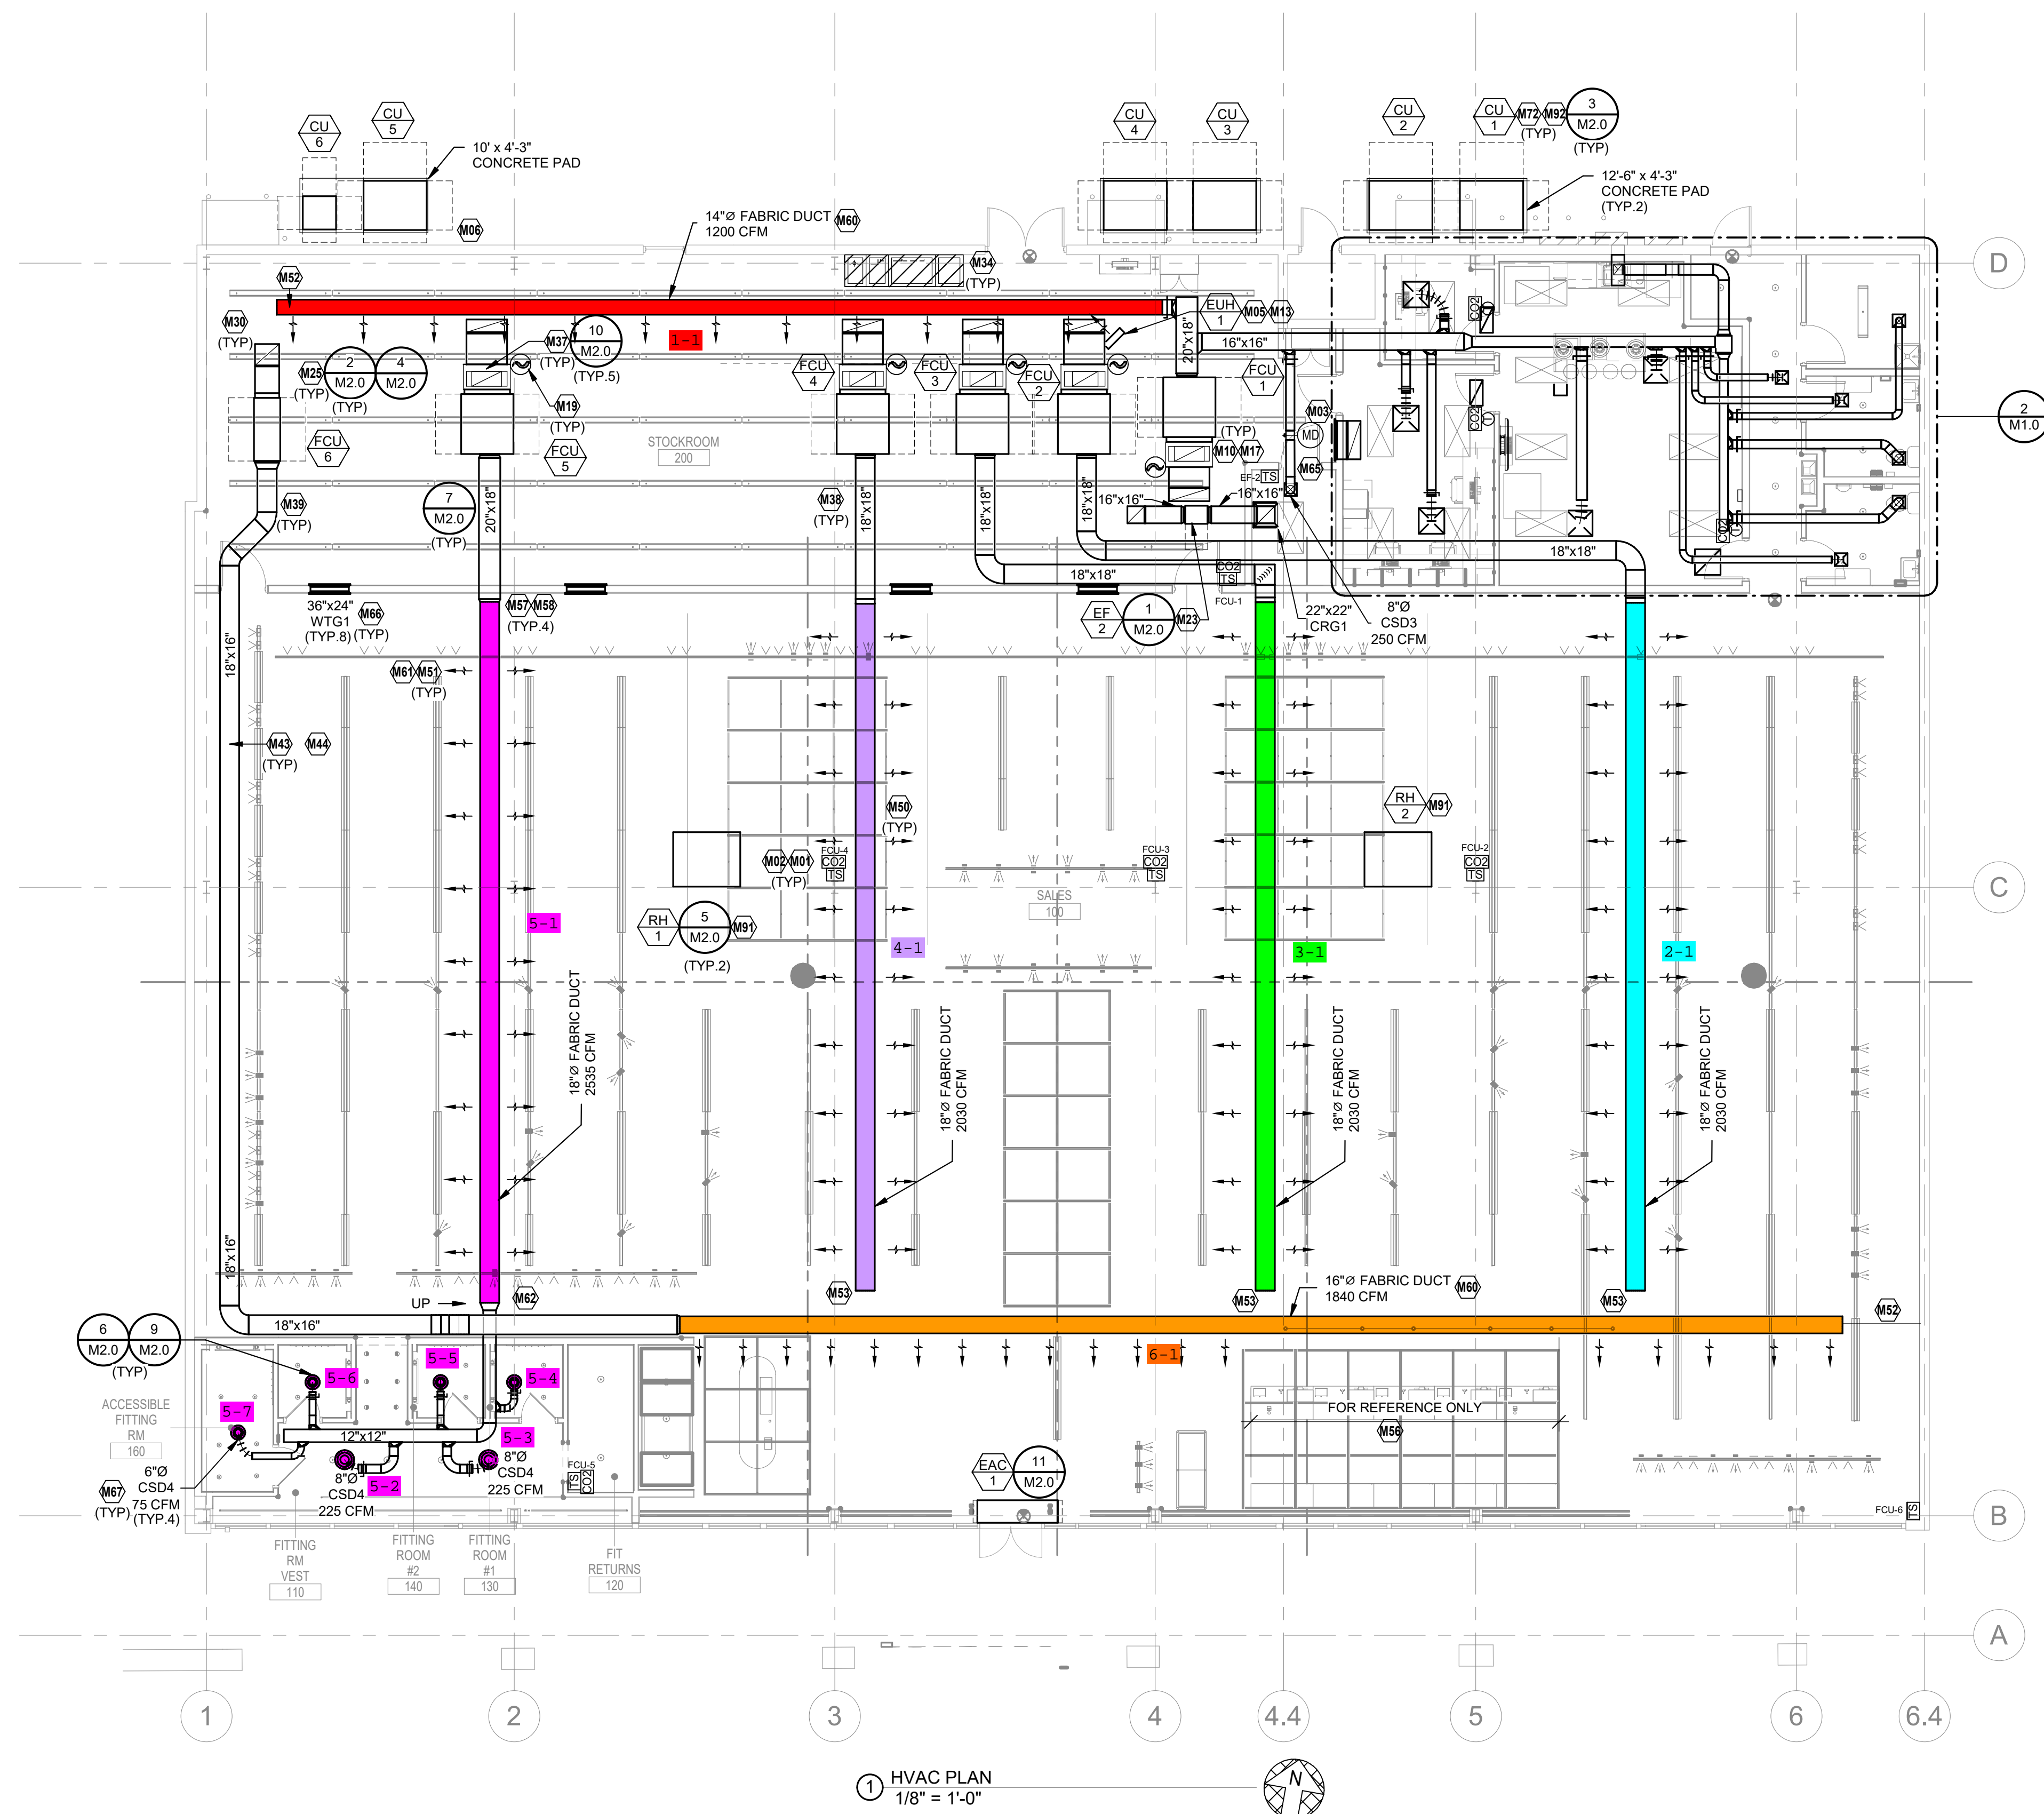 CU
6
CU
5
10' x 4'-3"
CONCRETE PAD
CU
4
CU
3
CU
2
CU
1
M72
M92
(TYP)
3
M2.0
(TYP)
12'-6" x 4'-3"
CONCRETE PAD
(TYP.2)
M06
14"Ø FABRIC DUCT
1200 CFM
M60
M34
(TYP)
D
M52
M30
(TYP)
1-1
EUH
1
M05
M13
20"x18"
16"x16"
M37
(TYP)
10
M2.0
(TYP.5)
M25
(TYP)
2
M2.0
(TYP)
4
M2.0
FCU
4
FCU
3
FCU
2
FCU
1
CO2
T
CO2
T
CO2
T
M19
(TYP)
FCU
6
FCU
5
STOCKROOM
200
M03
(TYP)
MD
M10
M17
M65
EF-2
TS
2
M1.0
M39
(TYP)
7
M2.0
20"x18"
M38
(TYP)
18"x18"
18"x18"
18"x18"
16"x16"
16"x16"
18"x18"
18"x18"
CO2
TS
FCU-1
36"x24"
WTG1
(TYP.8)
M66
(TYP)
M57
M58
(TYP.4)
EF
2
1
M2.0
M23
22"x22"
CRG1
8"Ø
CSD3
250 CFM
18"x16"
M61
M51
(TYP)
M43
(TYP)
M44
M50
(TYP)
RH
2
M91
M02
M01
(TYP)
FCU-4
CO2
TS
FCU-3
CO2
TS
FCU-2
CO2
TS
C
SALES
100
RH
1
5
M2.0
M91
(TYP.2)
5-1
4-1
3-1
2-1
18"Ø FABRIC DUCT
2535 CFM
18"Ø FABRIC DUCT
2030 CFM
18"Ø FABRIC DUCT
2030 CFM
18"Ø FABRIC DUCT
2030 CFM
18"x16"
UP
M62
M53
M53
16"Ø FABRIC DUCT
1840 CFM
M60
M53
M52
18"x16"
6
M2.0
9
M2.0
(TYP)
6-1
5-6
5-5
5-4
5-7
ACCESSIBLE
FITTING
RM
160
12"x12"
5-3
8"Ø
CSD4
225 CFM
5-2
8"Ø
CSD4
225 CFM
FCU-5
TS
CO2
6"Ø
CSD4
75 CFM
(TYP.4)
M67
(TYP)
FOR REFERENCE ONLY
M56
EAC
1
11
M2.0
FCU-6
TS
B
FITTING
RM
VEST
110
FITTING
ROOM
#2
140
FITTING
ROOM
#1
130
FIT
RETURNS
120
A
1
2
3
4
4.4
5
6
6.4
1
HVAC PLAN
1/8" = 1'-0"
N